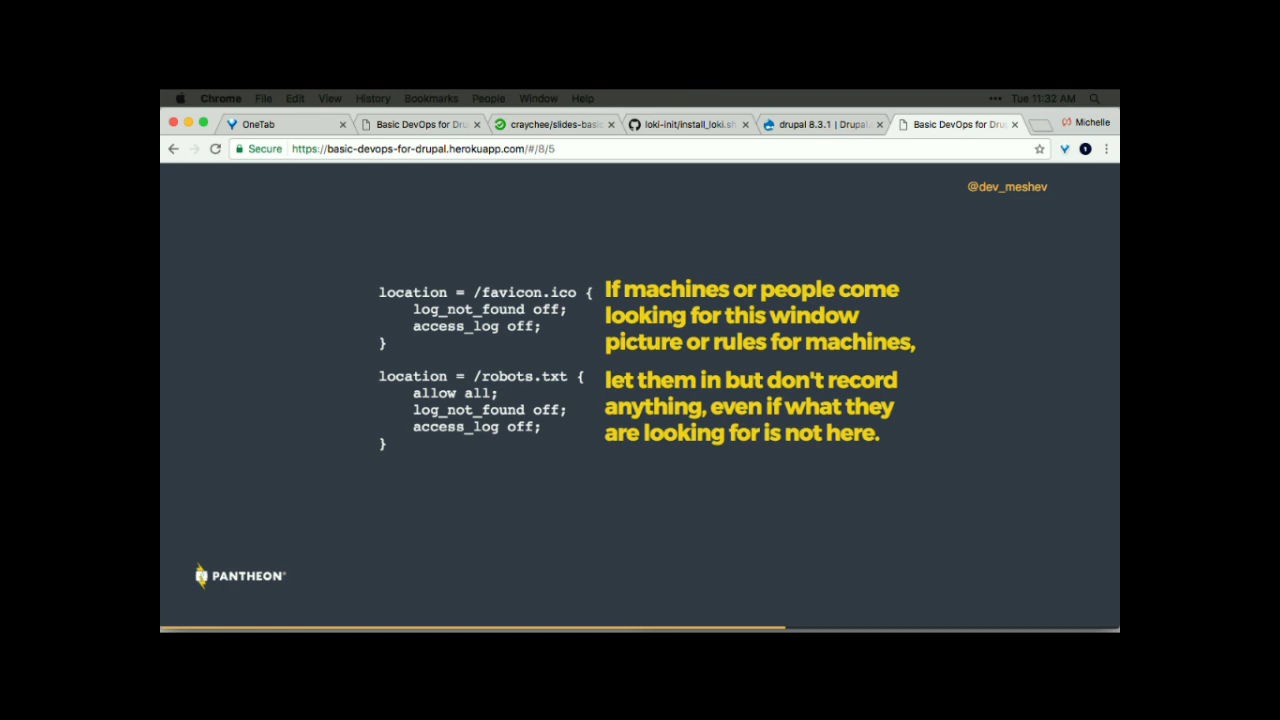 Chrome File Edit View History Bookmarks People Window Help ••• Tue 11:32 AM
OneTab
Basic DevOps for Dru
craychee/slides-basic
loki-init/install_loki.sh
drupal 8.3.1 | Drupal.
Basic DevOps for Dru
Michelle
Secure https://basic-devops-for-drupal.herokuapp.com/#/8/5
@dev_meshev
location = /favicon.ico {
log_not_found off;
access_log off;
}
location = /robots.txt {
allow all;
log_not_found off;
access_log off;
}
If machines or people come
looking for this window
picture or rules for machines,
let them in but don't record
anything, even if what they
are looking for is not here.
PANTHEON®